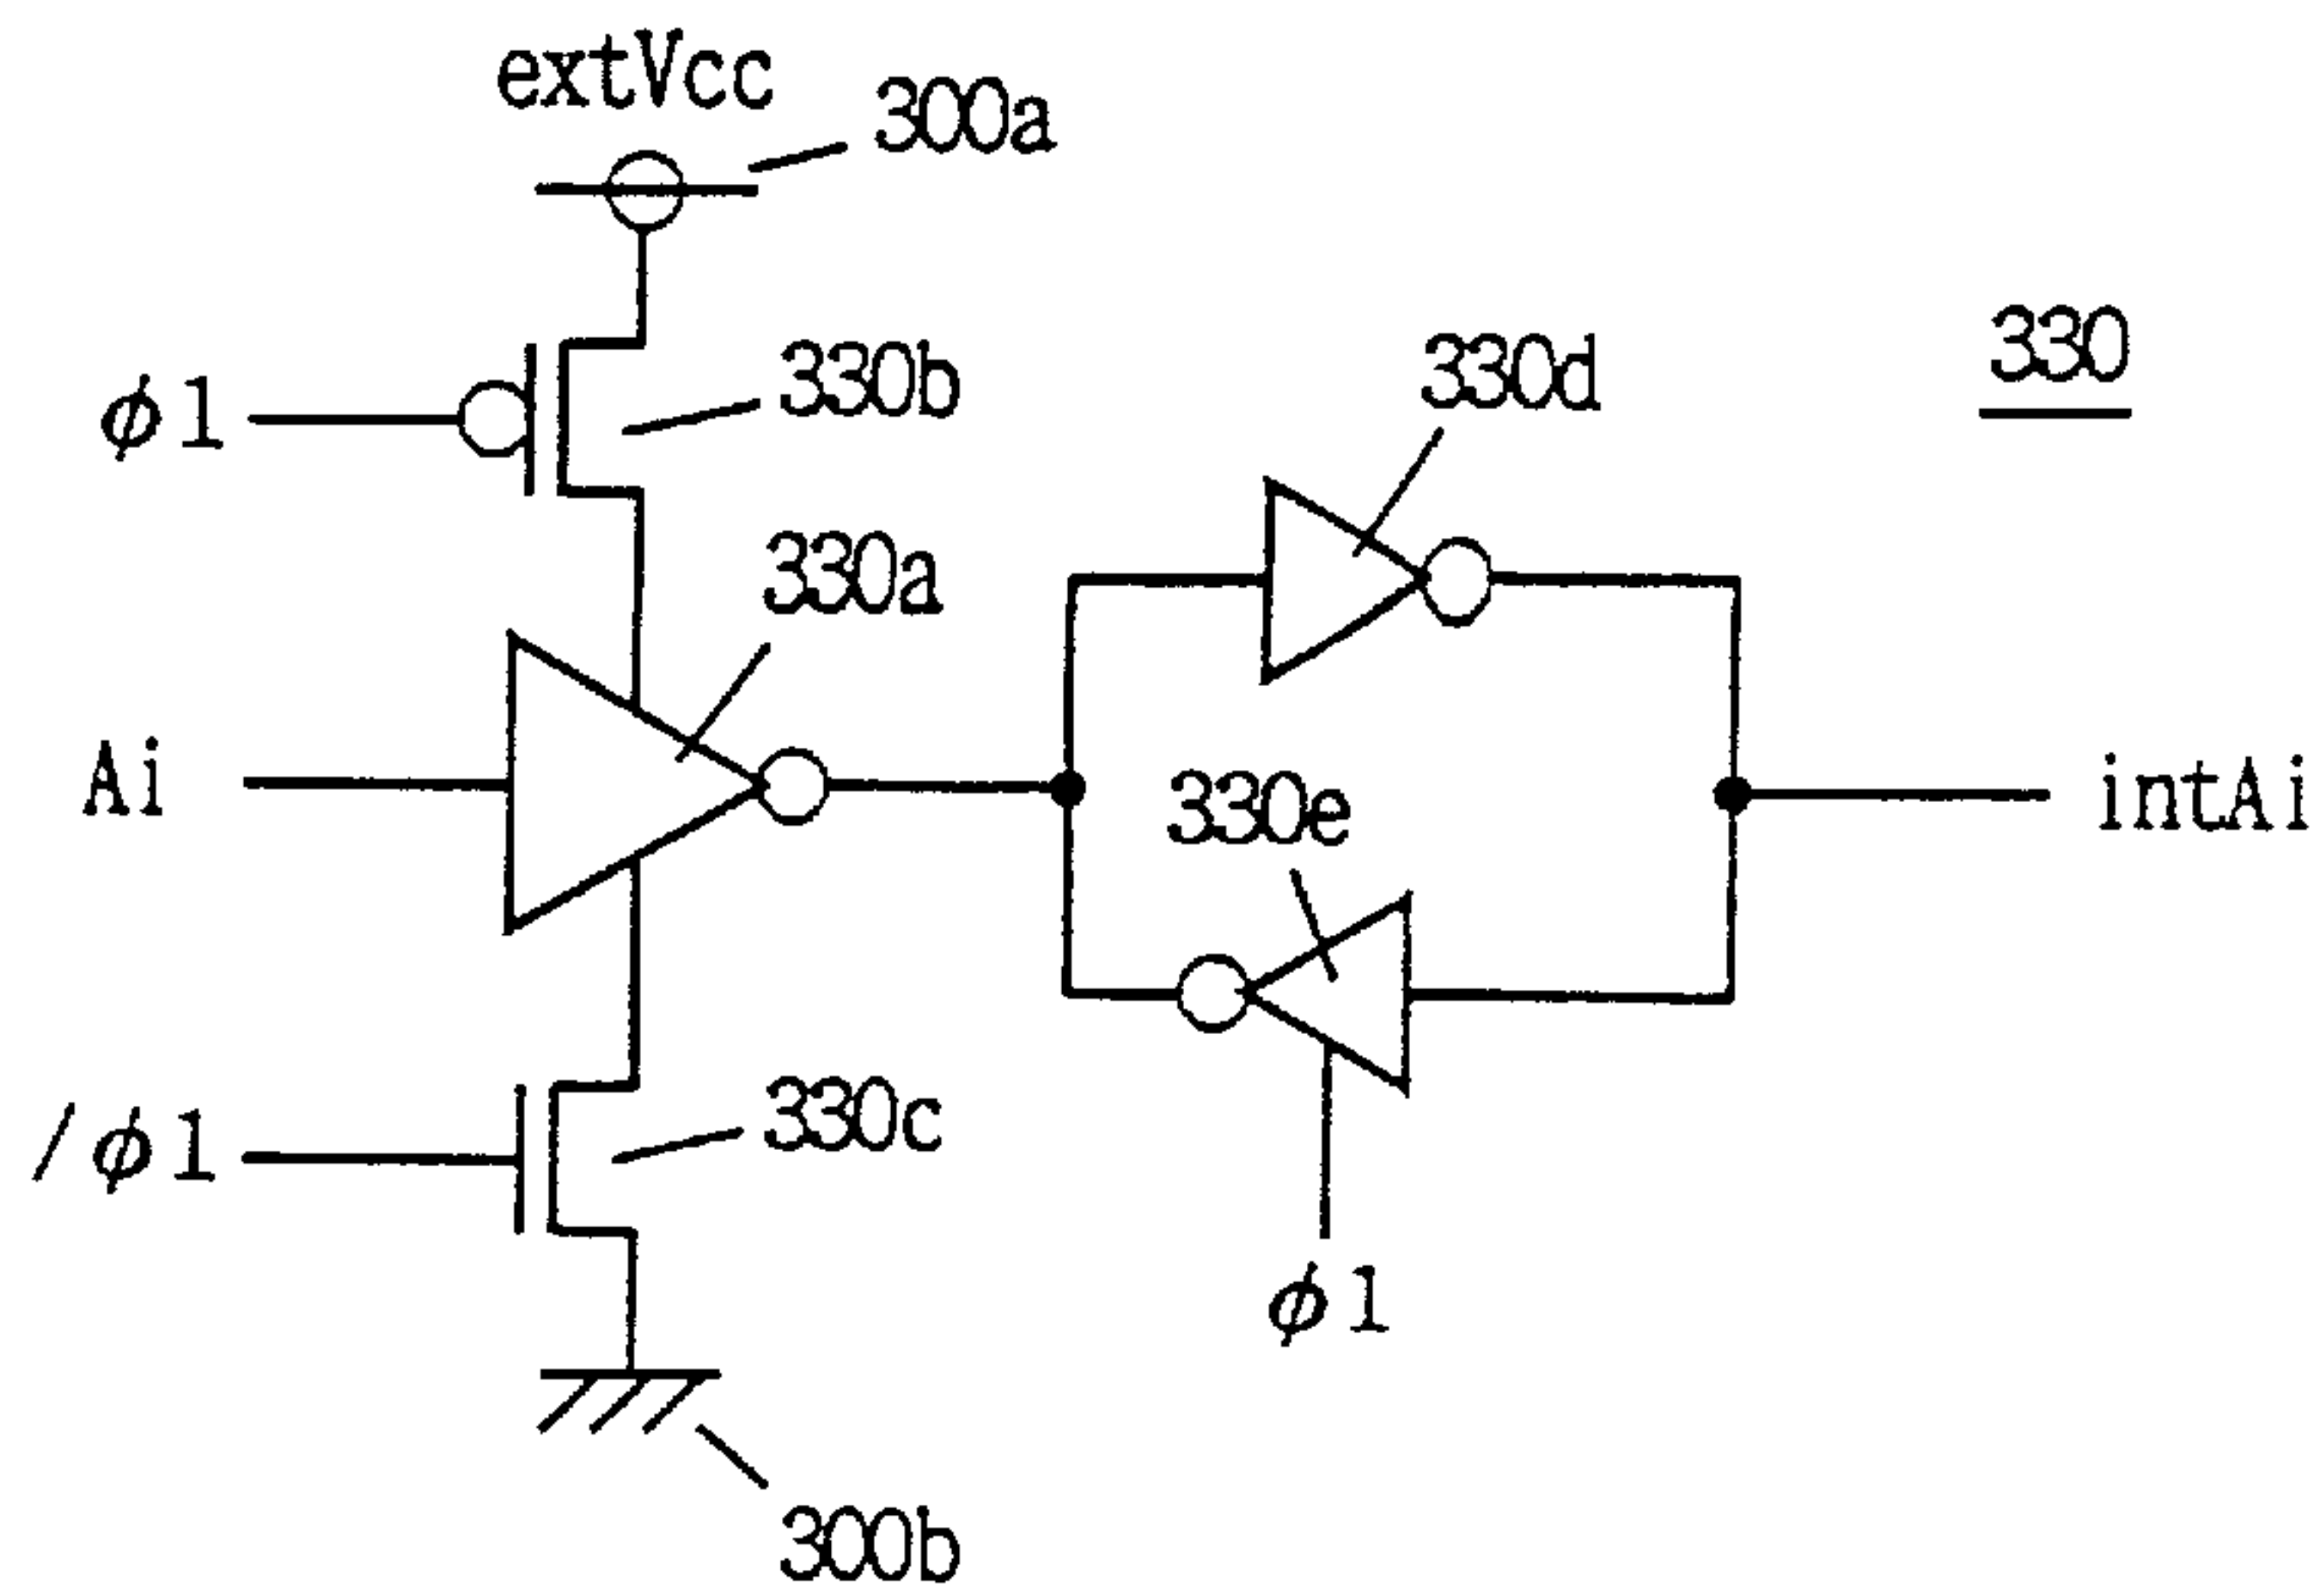 extVcc
300a
330
330b
330d
ϕ1
330a
Ai
330e
intAi
/ϕ1
330c
ϕ1
300b